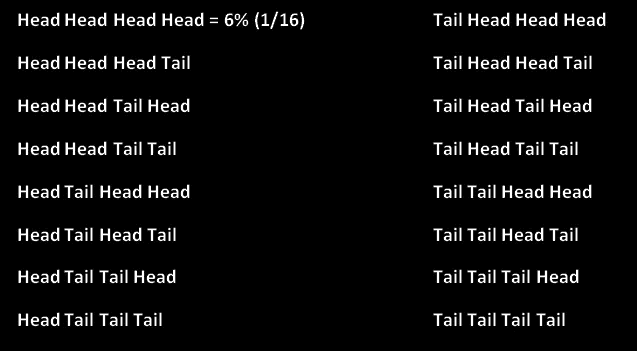 Head Head Head Head = 6% (1/16)
Head Head Head Tail
Head Head Tail Head
Head Head Tail Tail
Head Tail Head Head
Head Tail Head Tail
Head Tail Tail Head
Head Tail Tail Tail
Tail Head Head Head
Tail Head Head Tail
Tail Head Tail Head
Tail Head Tail Tail
Tail Tail Head Head
Tail Tail Head Tail
Tail Tail Tail Head
Tail Tail Tail Tail